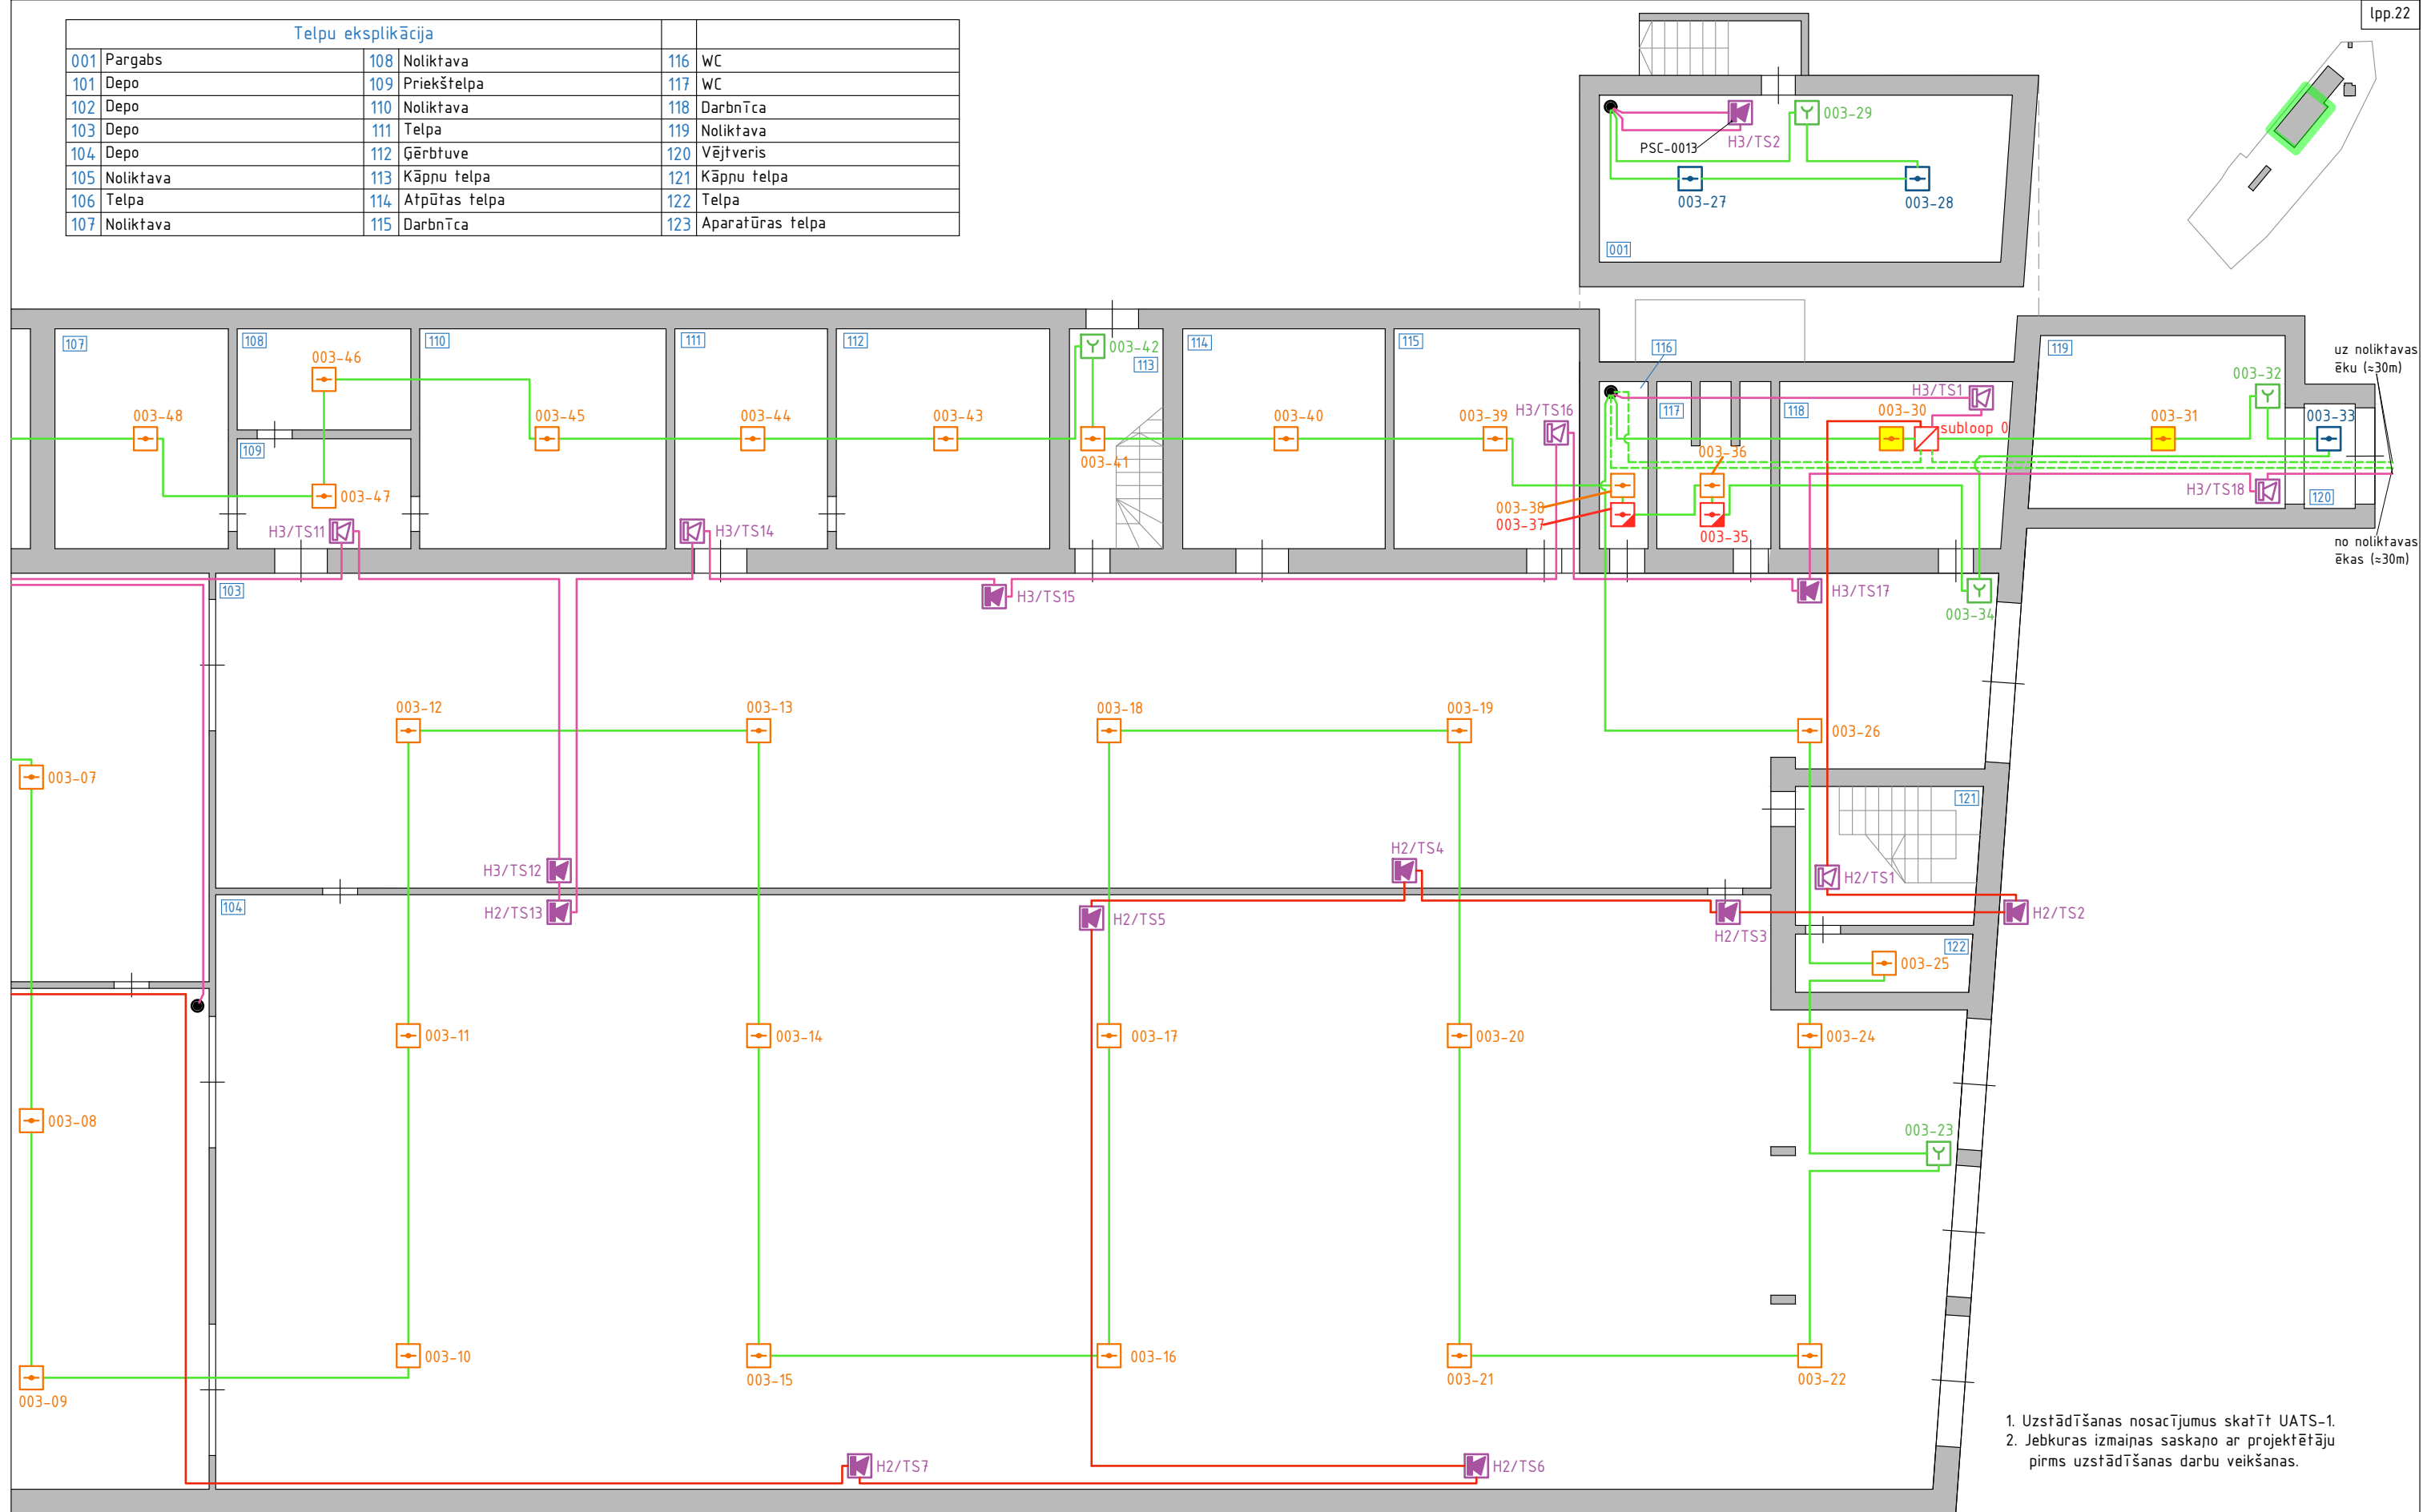 lpp.22
Telpu eksplikācija
001 Pargabs 108 Noliktava 116 WC
101 Depo 109 Priekštelpa 117 WC
102 Depo 110 Noliktava 118 Darbnīca
103 Depo 111 Telpa 119 Noliktava
104 Depo 112 Ģērbtuve 120 Vējtveris
105 Noliktava 113 Kāpņu telpa 121 Kāpņu telpa
106 Telpa 114 Atpūtas telpa 122 Telpa
107 Noliktava 115 Darbnīca 123 Aparatūras telpa
003-29
H3/TS2
PSC-0013
003-27
003-28
001
107
108
110
111
112
113
114
115
116
117
118
119
uz noliktavas
ēku (≈30m)
003-46
003-42
003-32
H3/TS1
003-48
003-45
003-44
003-43
003-40
003-39
H3/TS16
003-30
003-31
003-33
subloop 0
109
003-41
003-36
003-47
H3/TS18
120
003-38
003-37
003-35
H3/TS11
H3/TS14
no noliktavas
ēkas (≈30m)
103
H3/TS15
H3/TS17
003-34
003-12
003-13
003-18
003-19
003-26
003-07
121
H2/TS4
H3/TS12
H2/TS1
104
H2/TS13
H2/TS5
H2/TS3
H2/TS2
122
003-25
003-11
003-14
003-17
003-20
003-24
003-08
003-23
003-10
003-16
003-15
003-21
003-22
003-09
H2/TS7
H2/TS6
1. Uzstādīšanas nosacījumus skatīt UATS-1.
2. Jebkuras izmaiņas saskaņo ar projektētāju
pirms uzstādīšanas darbu veikšanas.